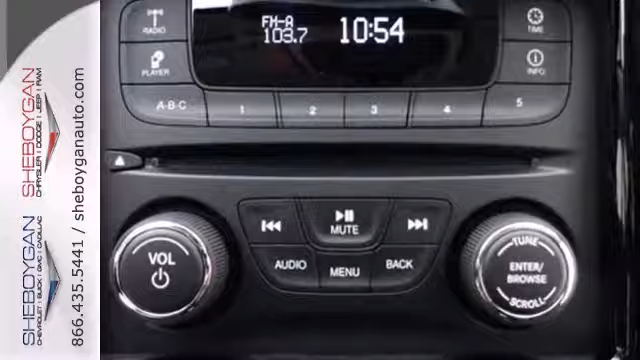 SHEBOYGAN
CHRYSLER | DODGE | JEEP | RAM
SHEBOYGAN
CHEVROLET | BUICK | GMC | CADILLAC
866.435.5441 / sheboyganauto.com
RADIO
FM-A
103.7
10:54
TIME
PLAYER
INFO
A-B-C
1
2
3
4
5
MUTE
VOL
AUDIO
MENU
BACK
TUNE
ENTER/
BROWSE
SCROLL